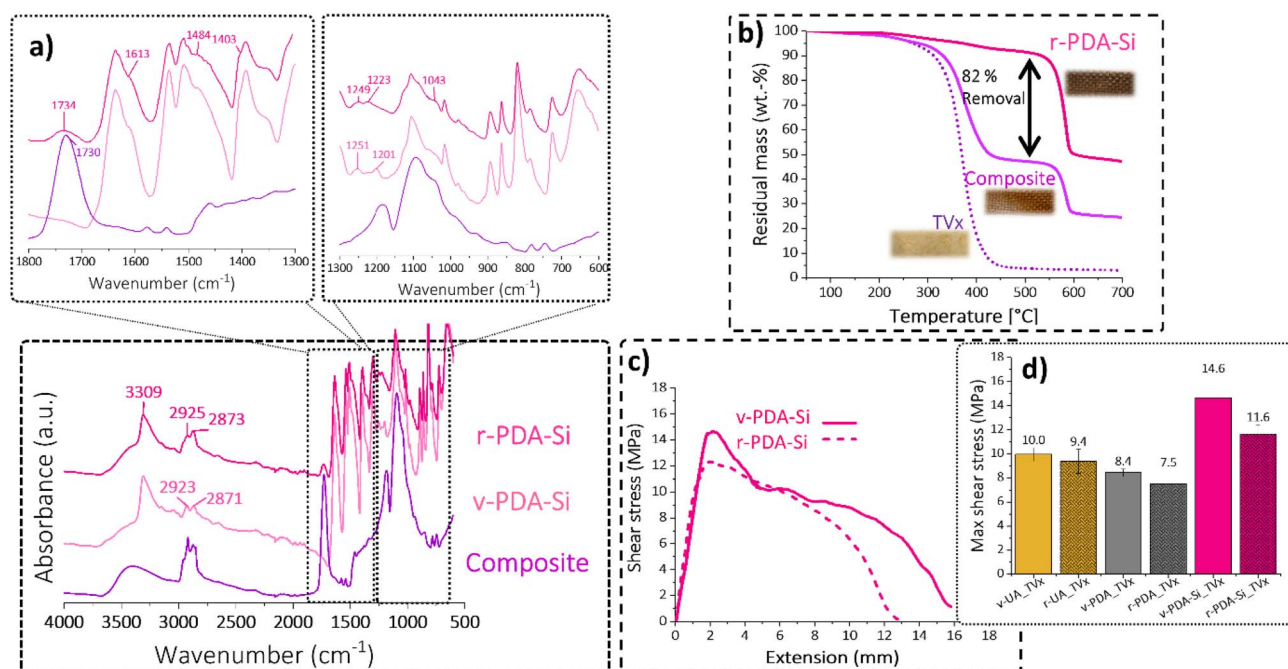 a)
1734
1613
1484
1403
1730
1800 1700 1600 1500 1400 1300
Wavenumber (cm⁻¹)
1249
1223
1043
1251
1201
1300 1200 1100 1000 900 800 700 600
Wavenumber (cm⁻¹)
Absorbance (a.u.)
3309
2925
2873
r-PDA-Si
2923
2871
v-PDA-Si
Composite
4000 3500 3000 2500 2000 1500 1000 500
Wavenumber (cm⁻¹)
b)
Residual mass (wt.-%)
100
90
80
70
60
50
40
30
20
10
0
r-PDA-Si
82 %
Removal
Composite
TVx
100 200 300 400 500 600 700
Temperature [°C]
c)
Shear stress (MPa)
18
16
14
12
10
8
6
4
2
0
v-PDA-Si
r-PDA-Si
0 2 4 6 8 10 12 14 16 18
Extension (mm)
d)
Max shear stress (MPa)
18
16
14
12
10
8
6
4
2
0
10.0
9.4
8.4
7.5
14.6
11.6
v-UA_TVx
r-UA_TVx
v-PDA_TVx
r-PDA_TVx
v-PDA-Si_TVx
r-PDA-Si_TVx